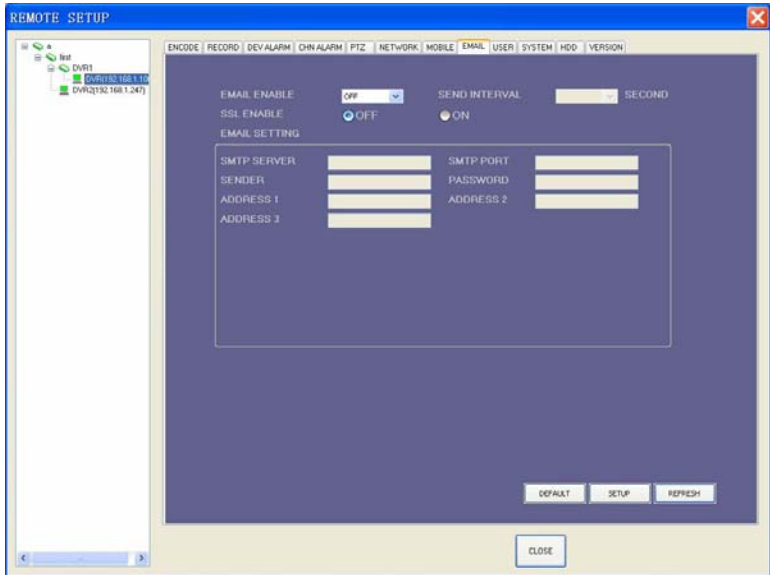 REMOTE SETUP
a
first
DVR1
DVR(192.168.1.10
DVR2(192.168.1.247)
ENCODE RECORD DEV ALARM CHN ALARM PTZ NETWORK MOBILE EMAIL USER SYSTEM HDD VERSION
EMAIL ENABLE OFF SEND INTERVAL SECOND
SSL ENABLE OFF ON
EMAIL SETTING
SMTP SERVER SMTP PORT
SENDER PASSWORD
ADDRESS 1 ADDRESS 2
ADDRESS 3
DEFAULT SETUP REFRESH
CLOSE